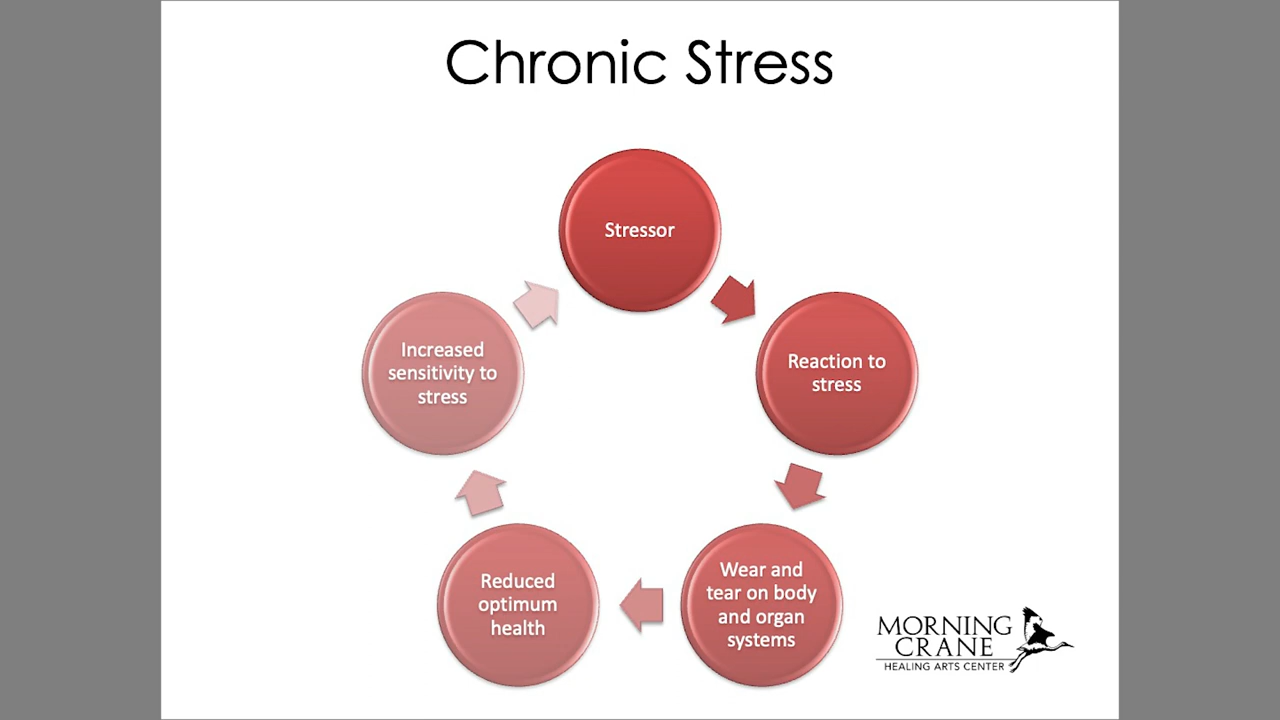 Chronic Stress
Stressor
Reaction to
stress
Wear and
tear on body
and organ
systems
Reduced
optimum
health
Increased
sensitivity to
stress
MORNING
CRANE
HEALING ARTS CENTER